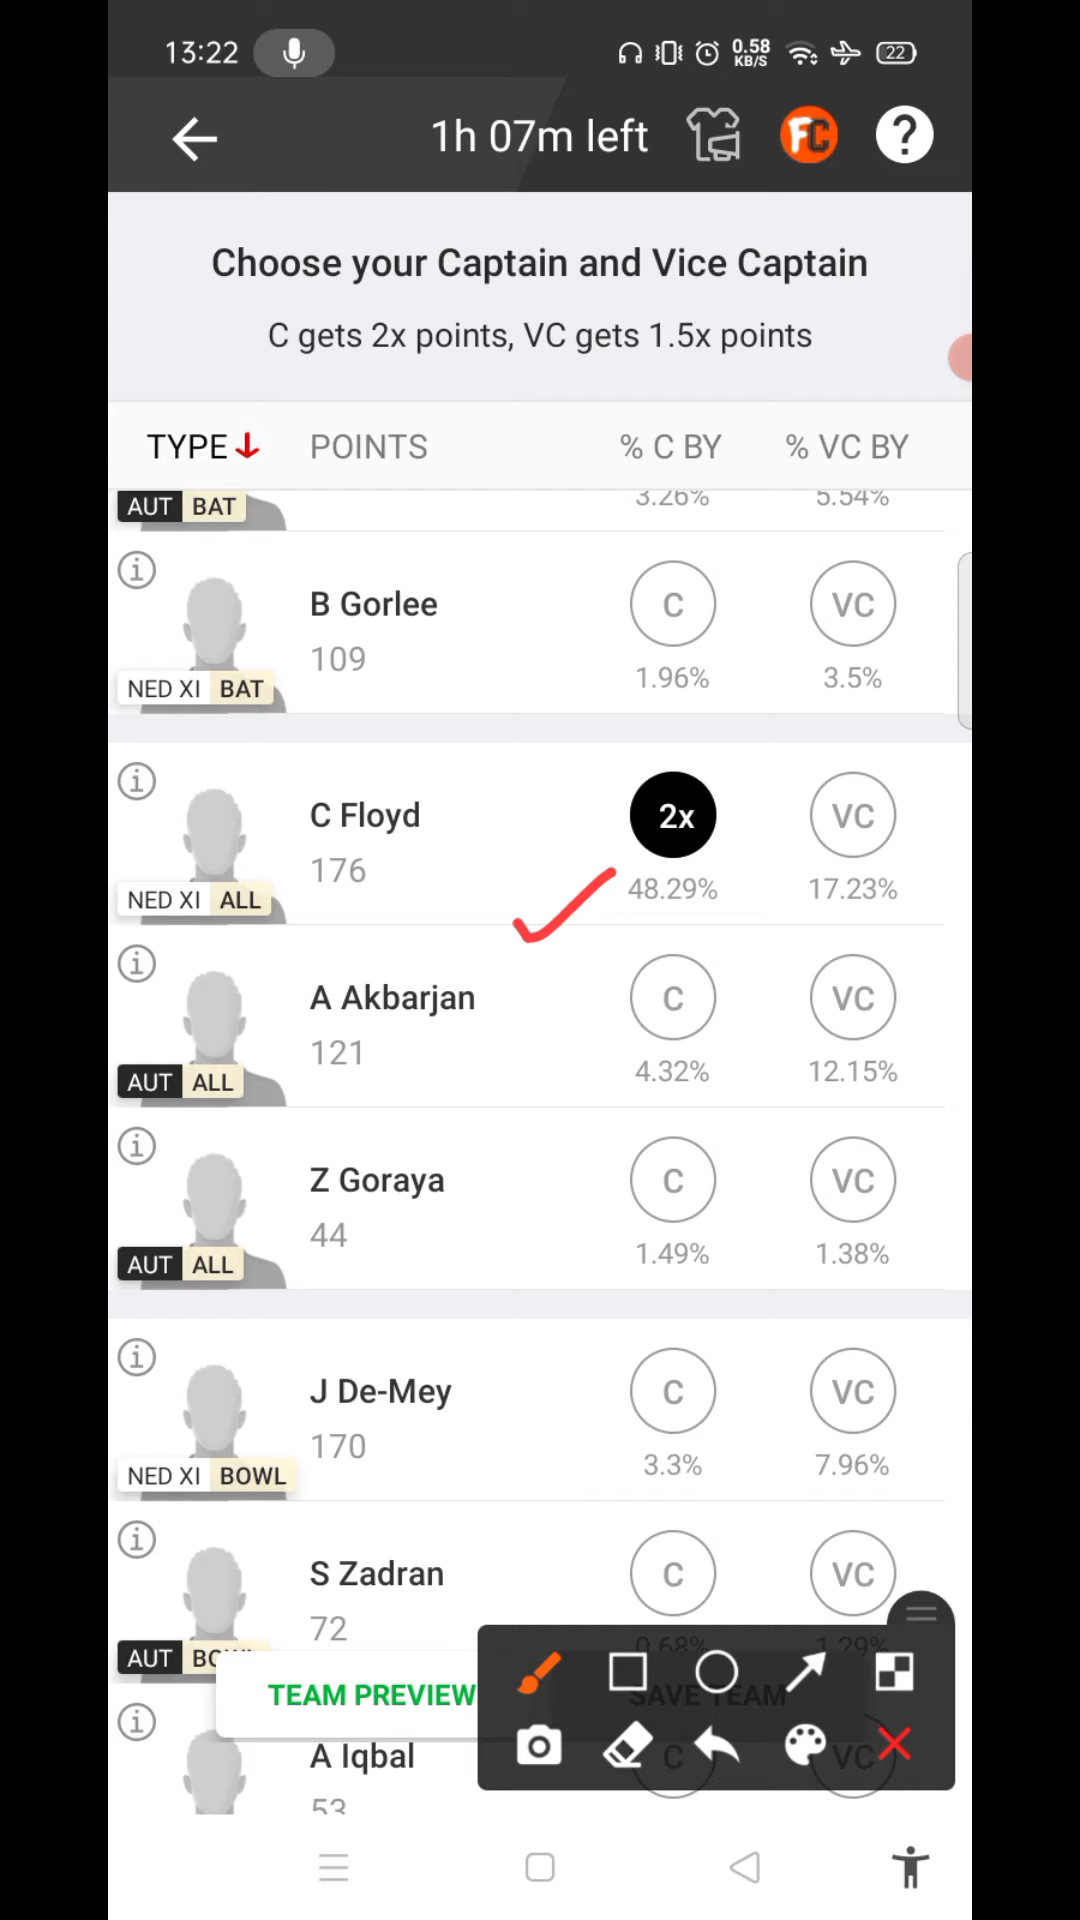 13:22
0.58
KB/S
22
1h 07m left
FC
?
Choose your Captain and Vice Captain
C gets 2x points, VC gets 1.5x points
TYPE
POINTS
% C BY
% VC BY
AUT BAT
3.26%
5.54%
B Gorlee
109
NED XI BAT
C
VC
1.96%
3.5%
C Floyd
176
NED XI ALL
2x
VC
48.29%
17.23%
A Akbarjan
121
AUT ALL
C
VC
4.32%
12.15%
Z Goraya
44
AUT ALL
C
VC
1.49%
1.38%
J De-Mey
170
NED XI BOWL
C
VC
3.3%
7.96%
S Zadran
72
AUT
C
VC
0.68%
1.29%
TEAM PREVIEW
SAVE TEAM
A Iqbal
53
C
VC